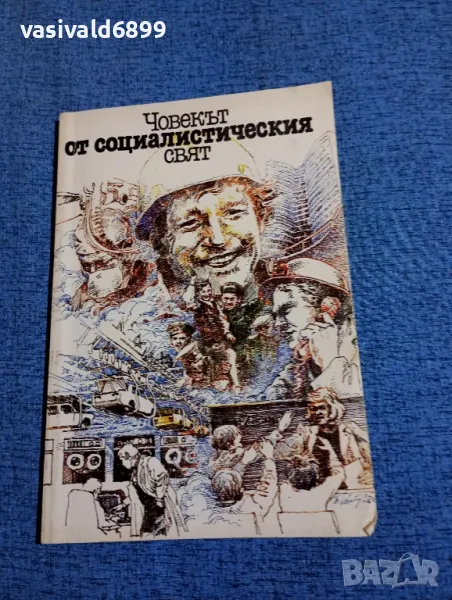 vasivald6899
Човекът
от социалистическия
свят
BAZAR